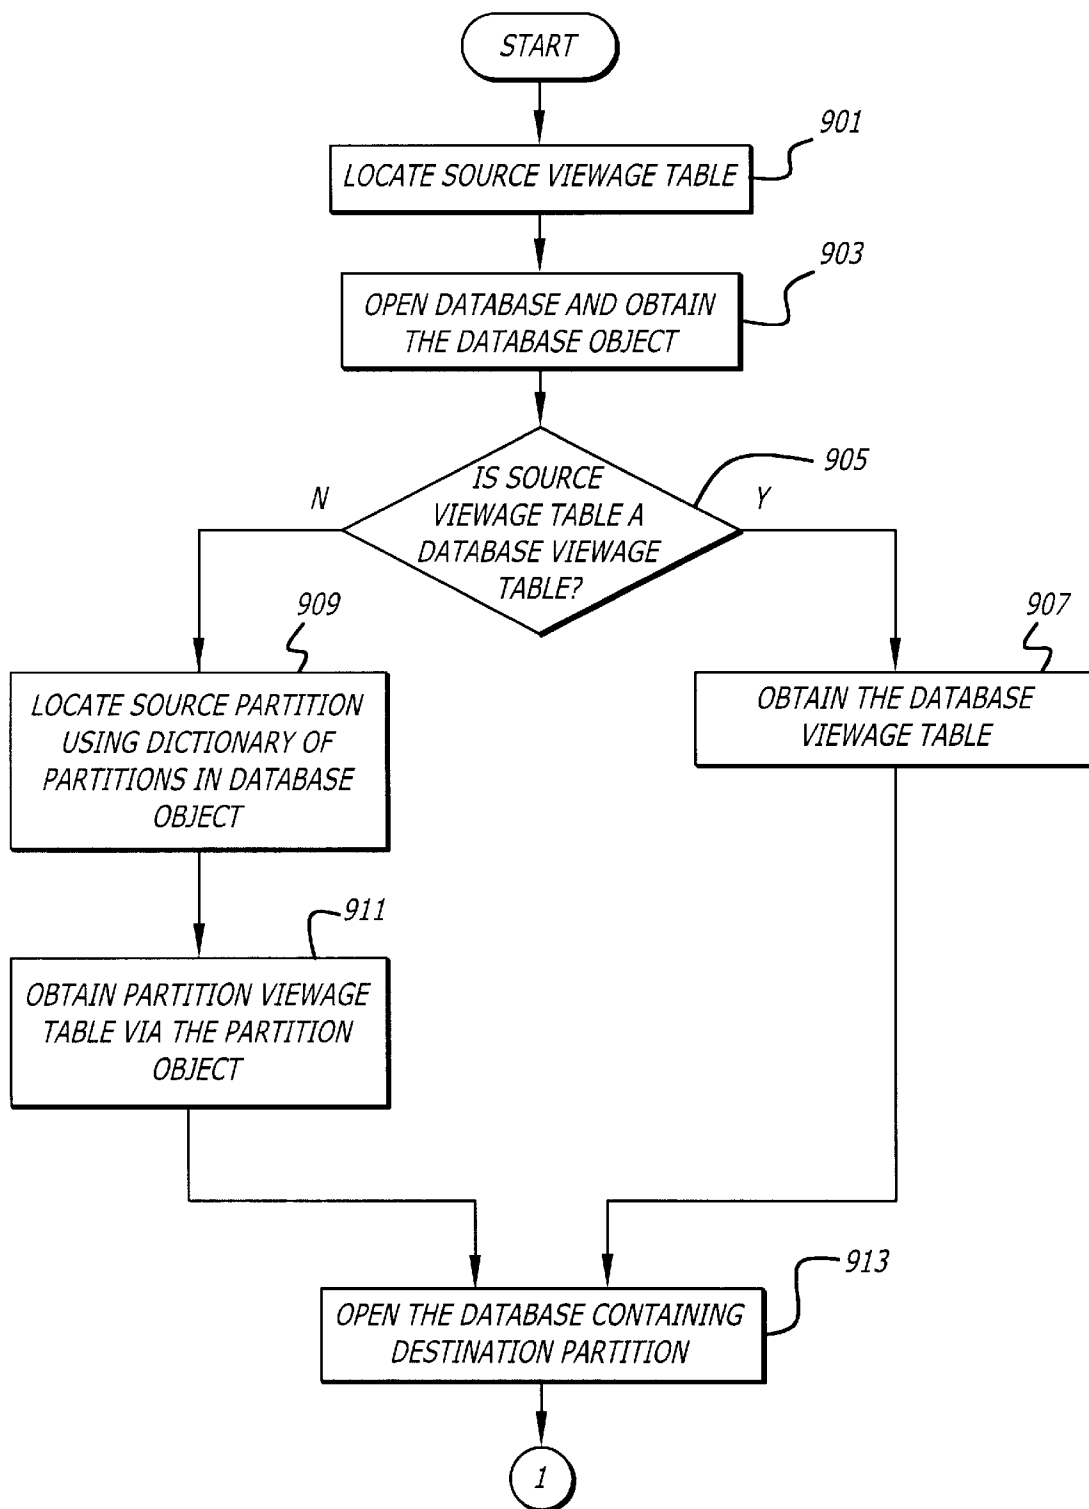 START
901
LOCATE SOURCE VIEWAGE TABLE
903
OPEN DATABASE AND OBTAIN
THE DATABASE OBJECT
905
IS SOURCE
VIEWAGE TABLE A
DATABASE VIEWAGE
TABLE?
N
Y
909
LOCATE SOURCE PARTITION
USING DICTIONARY OF
PARTITIONS IN DATABASE
OBJECT
907
OBTAIN THE DATABASE
VIEWAGE TABLE
911
OBTAIN PARTITION VIEWAGE
TABLE VIA THE PARTITION
OBJECT
913
OPEN THE DATABASE CONTAINING
DESTINATION PARTITION
1